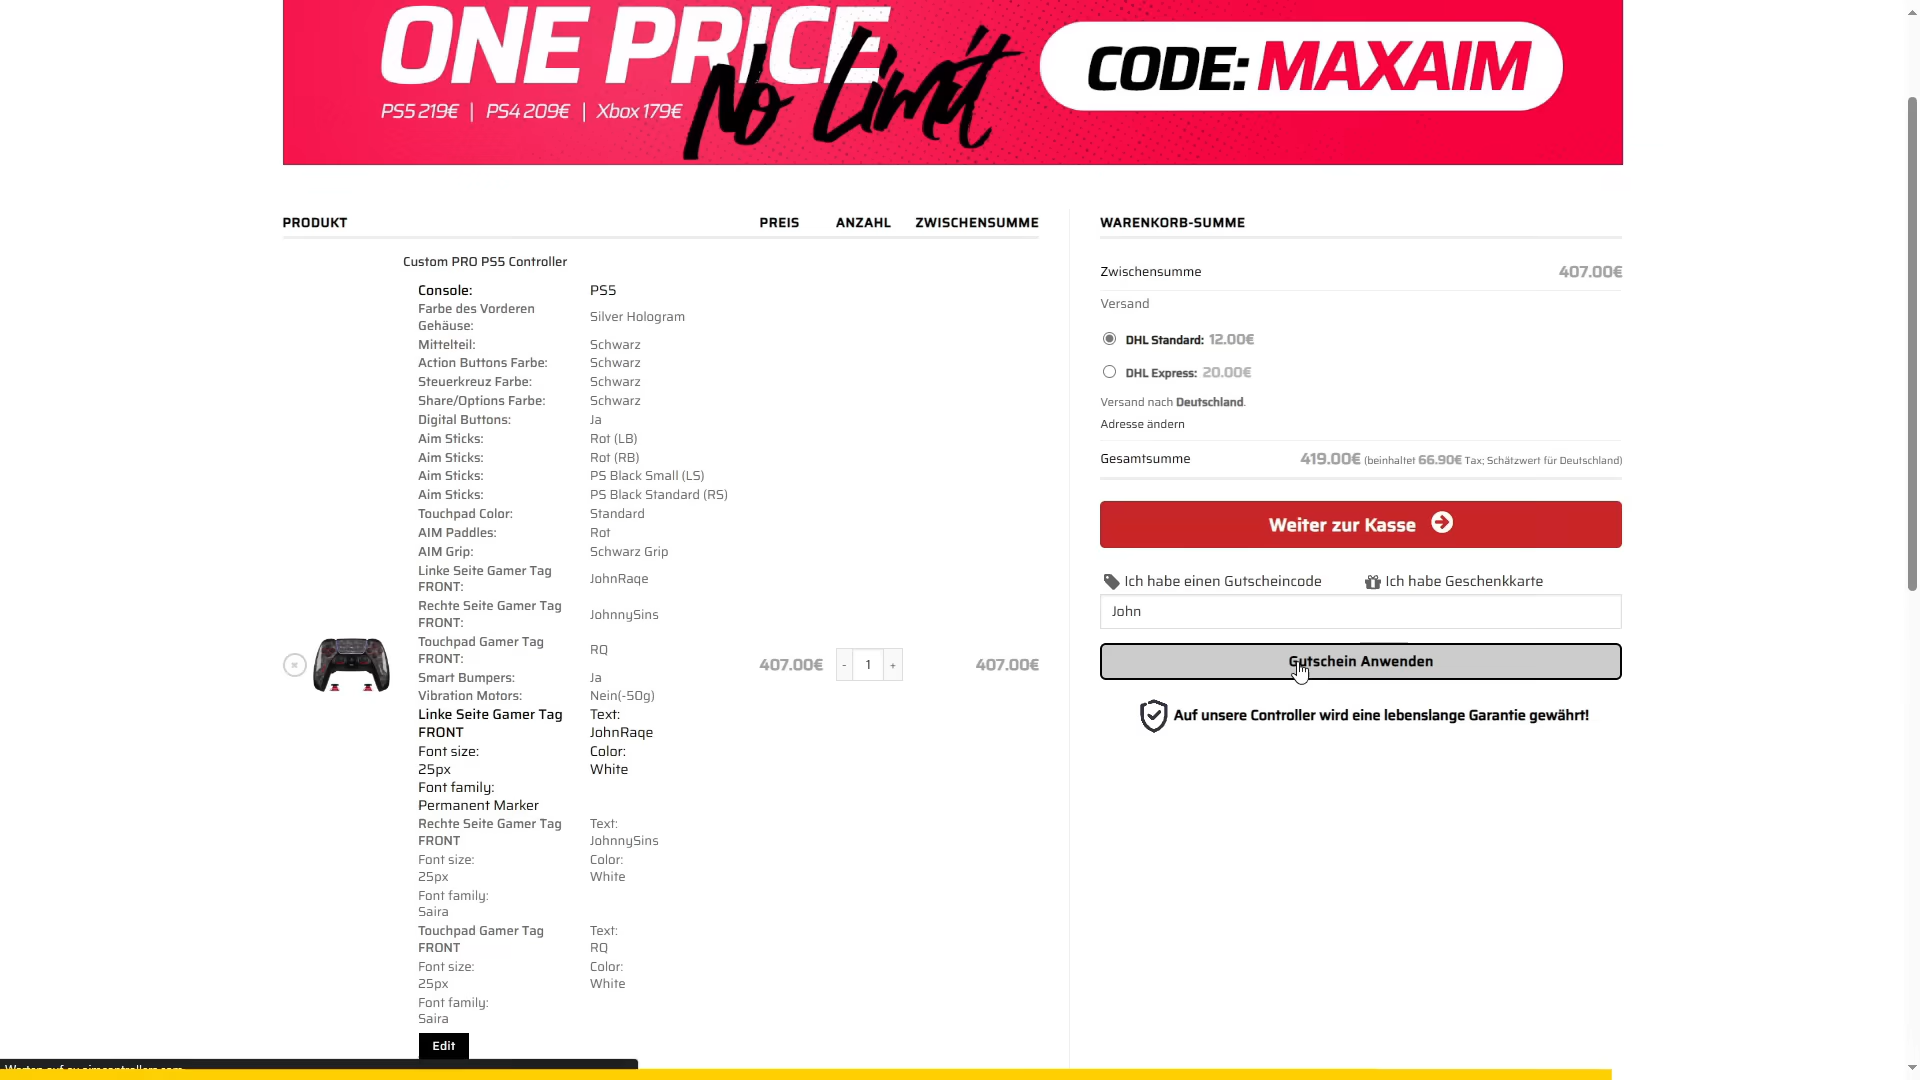 ONE PRICE
No Limit
PS5 219€ | PS4 209€ | Xbox 179€
CODE: MAXAIM
PRODUKT PREIS ANZAHL ZWISCHENSUMME
Custom PRO PS5 Controller
Console: PS5
Farbe des Vorderen
Gehäuse: Silver Hologram
Mittelteil: Schwarz
Action Buttons Farbe: Schwarz
Steuerkreuz Farbe: Schwarz
Share/Options Farbe: Schwarz
Digital Buttons: Ja
Aim Sticks: Rot (LB)
Aim Sticks: Rot (RB)
Aim Sticks: PS Black Small (LS)
Aim Sticks: PS Black Standard (RS)
Touchpad Color: Standard
AIM Paddles: Rot
AIM Grip: Schwarz Grip
Linke Seite Gamer Tag
FRONT: JohnRaqe
Rechte Seite Gamer Tag
FRONT: JohnnySins
Touchpad Gamer Tag
FRONT: RQ
407.00€ - 1 + 407.00€
Smart Bumpers: Ja
Vibration Motors: Nein(-50g)
Linke Seite Gamer Tag Text:
FRONT JohnRaqe
Font size: Color:
25px White
Font family:
Permanent Marker
Rechte Seite Gamer Tag Text:
FRONT JohnnySins
Font size: Color:
25px White
Font family:
Saira
Touchpad Gamer Tag Text:
FRONT RQ
Font size: Color:
25px White
Font family:
Saira
Edit
WARENKORB-SUMME
Zwischensumme 407.00€
Versand
DHL Standard: 12.00€
DHL Express: 20.00€
Versand nach Deutschland.
Adresse ändern
Gesamtsumme 419.00€ (beinhaltet 66.90€ Tax; Schätzwert für Deutschland)
Weiter zur Kasse
Ich habe einen Gutscheincode Ich habe Geschenkkarte
John
Gutschein Anwenden
Auf unsere Controller wird eine lebenslange Garantie gewährt!